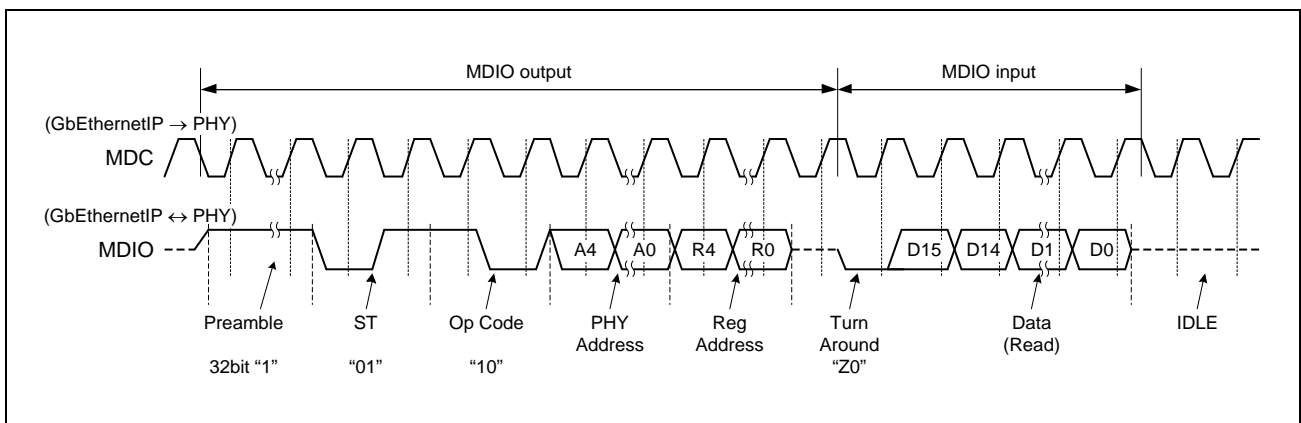 MDIO output
MDIO input
(GbEthernetIP → PHY)
MDC
(GbEthernetIP ↔ PHY)
MDIO
A4
A0
R4
R0
D15
D14
D1
D0
Preamble
32bit “1”
ST
“01”
Op Code
“10”
PHY
Address
Reg
Address
Turn
Around
“Z0”
Data
(Read)
IDLE